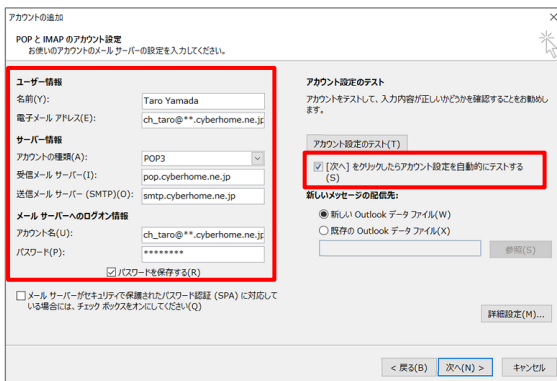 アカウントの追加
POP と IMAP のアカウント設定
お使いのアカウントのメール サーバーの設定を入力してください。
ユーザー情報
名前(Y):
Taro Yamada
電子メール アドレス(E):
ch_taro@**.cyberhome.ne.jp
サーバー情報
アカウントの種類(A):
POP3
受信メール サーバー(I):
pop.cyberhome.ne.jp
送信メール サーバー (SMTP)(O):
smtp.cyberhome.ne.jp
メール サーバーへのログオン情報
アカウント名(U):
ch_taro@**.cyberhome.ne.jp
パスワード(P):
********
パスワードを保存する(R)
メール サーバーがセキュリティで保護されたパスワード認証 (SPA) に対応して
いる場合には、チェック ボックスをオンにしてください(Q)
アカウント設定のテスト
アカウントをテストして、入力内容が正しいかどうかを確認することをお勧めし
ます。
アカウント設定のテスト(T)
[次へ] をクリックしたらアカウント設定を自動的にテストする
(S)
新しいメッセージの配信先:
新しい Outlook データ ファイル(W)
既存の Outlook データ ファイル(X)
参照(S)
詳細設定(M)...
< 戻る(B)
次へ(N) >
キャンセル